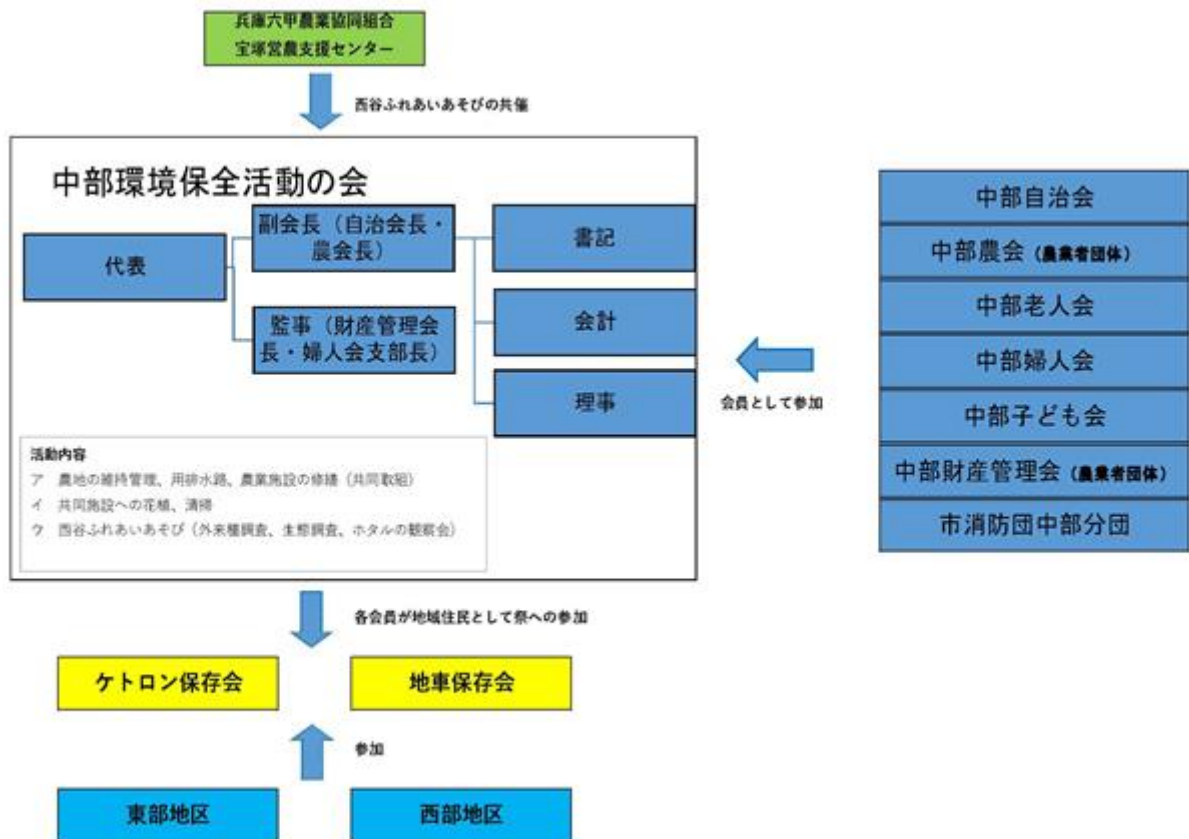 兵庫六甲農業協同組合
宝塚営農支援センター
西谷ふれあいあそびの共催
中部環境保全活動の会
代表
副会長（自治会長・
農会長）
監事（財産管理会
長・婦人会支部長）
書記
会計
理事
活動内容
ア　農地の維持管理、用排水路、農業施設の修繕（共同取組）
イ　共同施設への花植、清掃
ウ　西谷ふれあいあそび（外来種調査、生態調査、ホタルの観察会）
会員として参加
中部自治会
中部農会（農業者団体）
中部老人会
中部婦人会
中部子ども会
中部財産管理会（農業者団体）
市消防団中部分団
各会員が地域住民として祭への参加
ケトロン保存会
地車保存会
参加
東部地区
西部地区